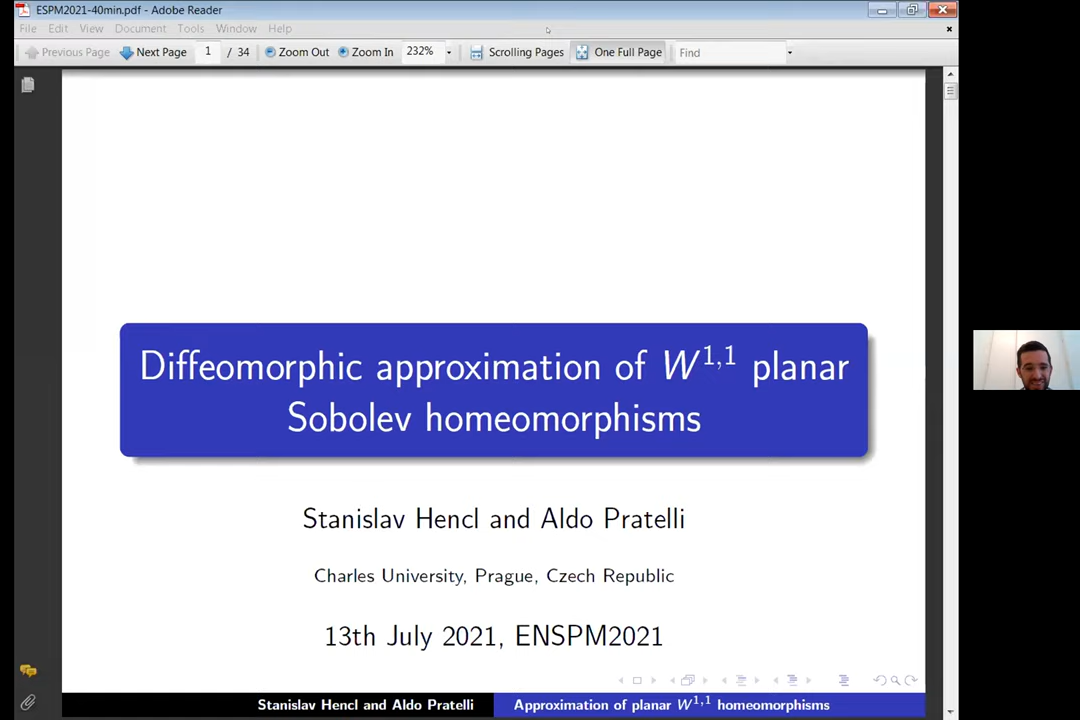 ESPM2021-40min.pdf - Adobe Reader
File Edit View Document Tools Window Help
Previous Page Next Page 1 / 34 Zoom Out Zoom In 232% Scrolling Pages One Full Page Find
Diffeomorphic approximation of W^{1,1} planar
Sobolev homeomorphisms
Stanislav Hencl and Aldo Pratelli
Charles University, Prague, Czech Republic
13th July 2021, ENSPM2021
Stanislav Hencl and Aldo Pratelli Approximation of planar W^{1,1} homeomorphisms